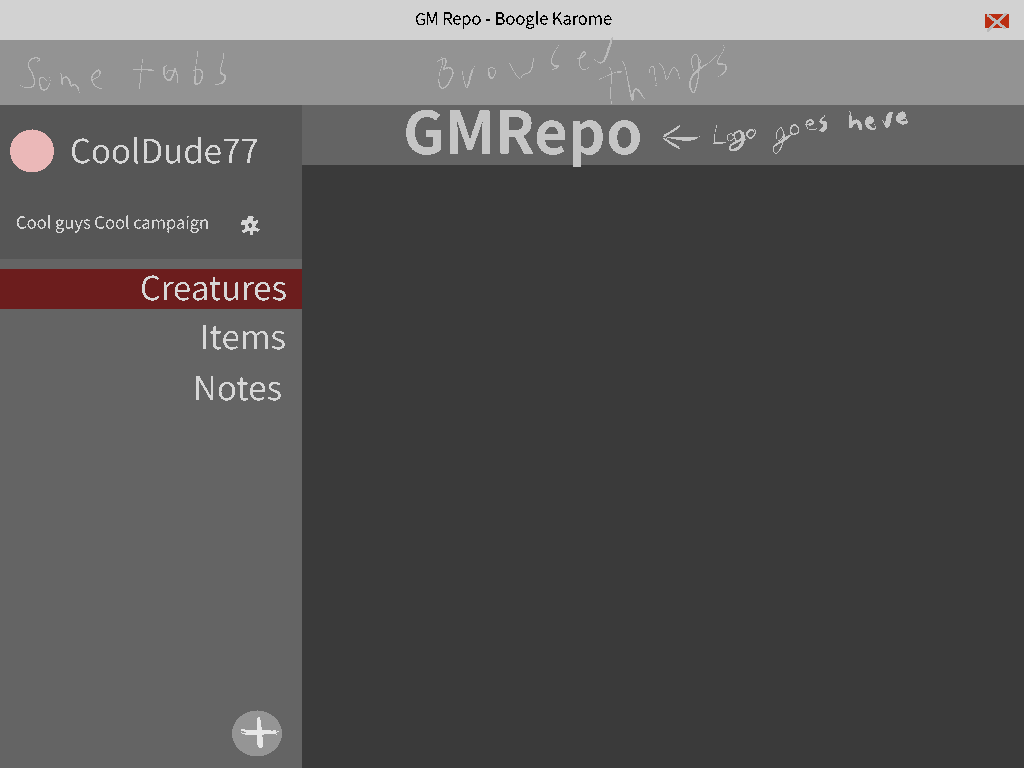 GM Repo - Boogle Karome
Some tabs
Browser things
GMRepo ← Logo goes here
CoolDude77
Cool guys Cool campaign
Creatures
Items
Notes